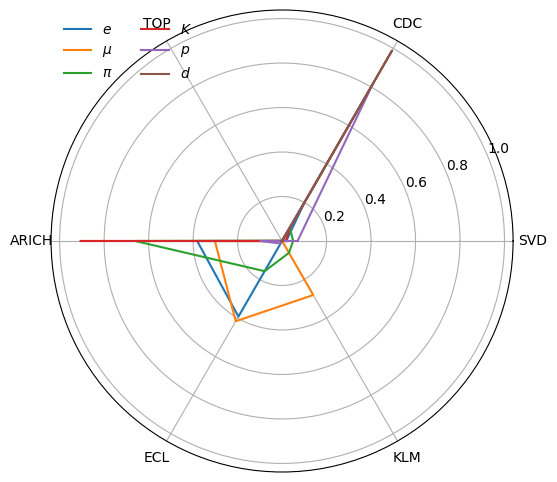 TOP CDC
e K
μ p
π d
1.0
0.8
0.6
0.4
0.2
ARICH SVD
ECL KLM